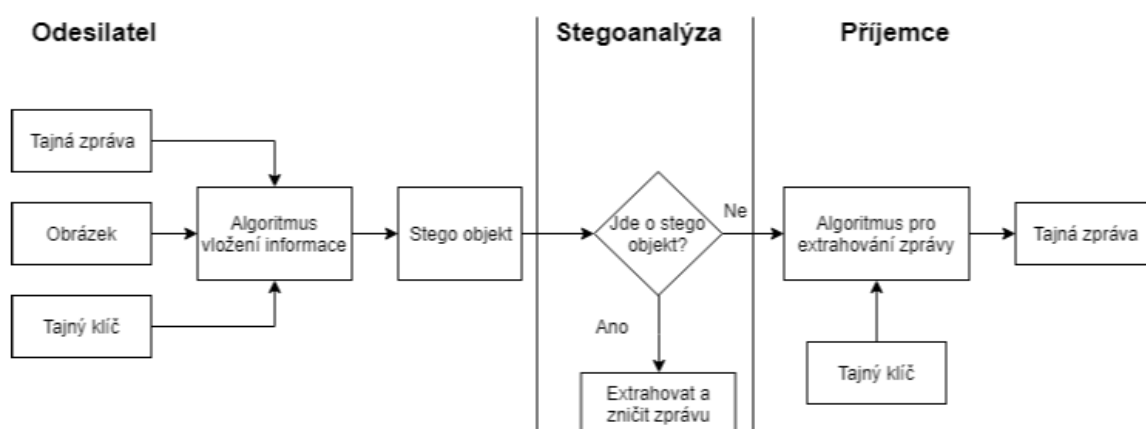 Odesilatel
Stegoanalýza
Příjemce
Tajná zpráva
Obrázek
Tajný klíč
Algoritmus
vložení informace
Stego objekt
Jde o stego
objekt?
Ne
Ano
Extrahovat a
zničit zprávu
Algoritmus pro
extrahování zprávy
Tajný klíč
Tajná zpráva